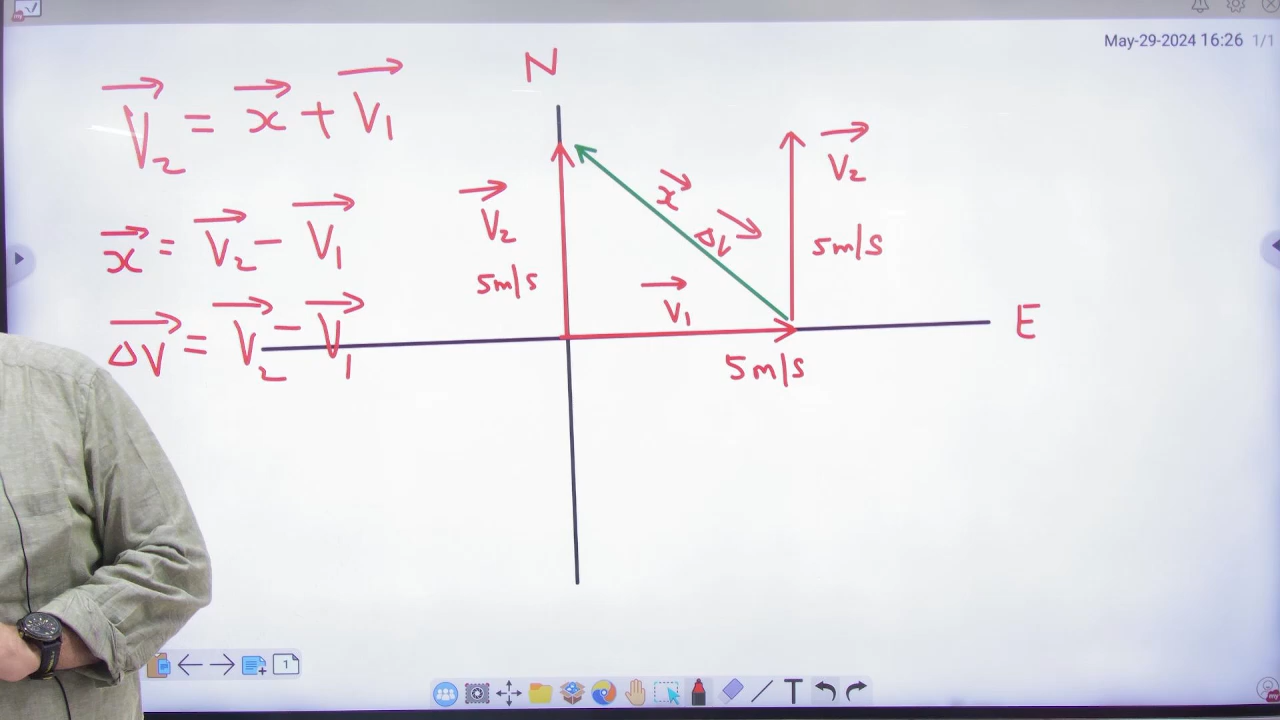 May-29-2024 16:26 1/1
N
V₂ = x + V₁
V₂
x
V₂
x = V₂ - V₁
ΔV
5m/s
5m/s
V₁
ΔV = V₂ - V₁
E
5m/s
1
T